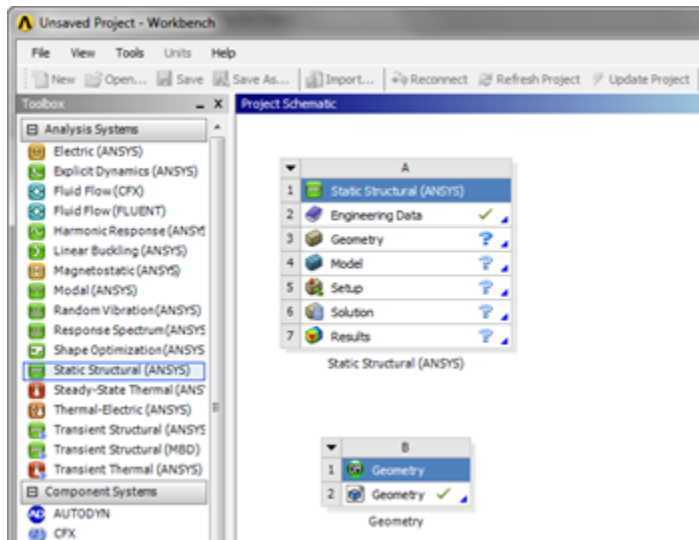 Unsaved Project - Workbench
File View Tools Units Help
New Open... Save Save As... Import... Reconnect Refresh Project Update Project
Toolbox X Project Schematic
Analysis Systems
Electric (ANSYS)
Explicit Dynamics (ANSYS)
Fluid Flow (CFX)
Fluid Flow (FLUENT)
Harmonic Response (ANSYS
Linear Buckling (ANSYS)
Magnetostatic (ANSYS)
Modal (ANSYS)
Random Vibration (ANSYS)
Response Spectrum (ANSYS
Shape Optimization (ANSYS
Static Structural (ANSYS)
Steady-State Thermal (ANS
Thermal-Electric (ANSYS)
Transient Structural (ANSYS
Transient Structural (MBD)
Transient Thermal (ANSYS)
Component Systems
AUTODYN
CFX
A
1 Static Structural (ANSYS)
2 Engineering Data
3 Geometry ?
4 Model ?
5 Setup ?
6 Solution ?
7 Results ?
Static Structural (ANSYS)
B
1 Geometry
2 Geometry
Geometry